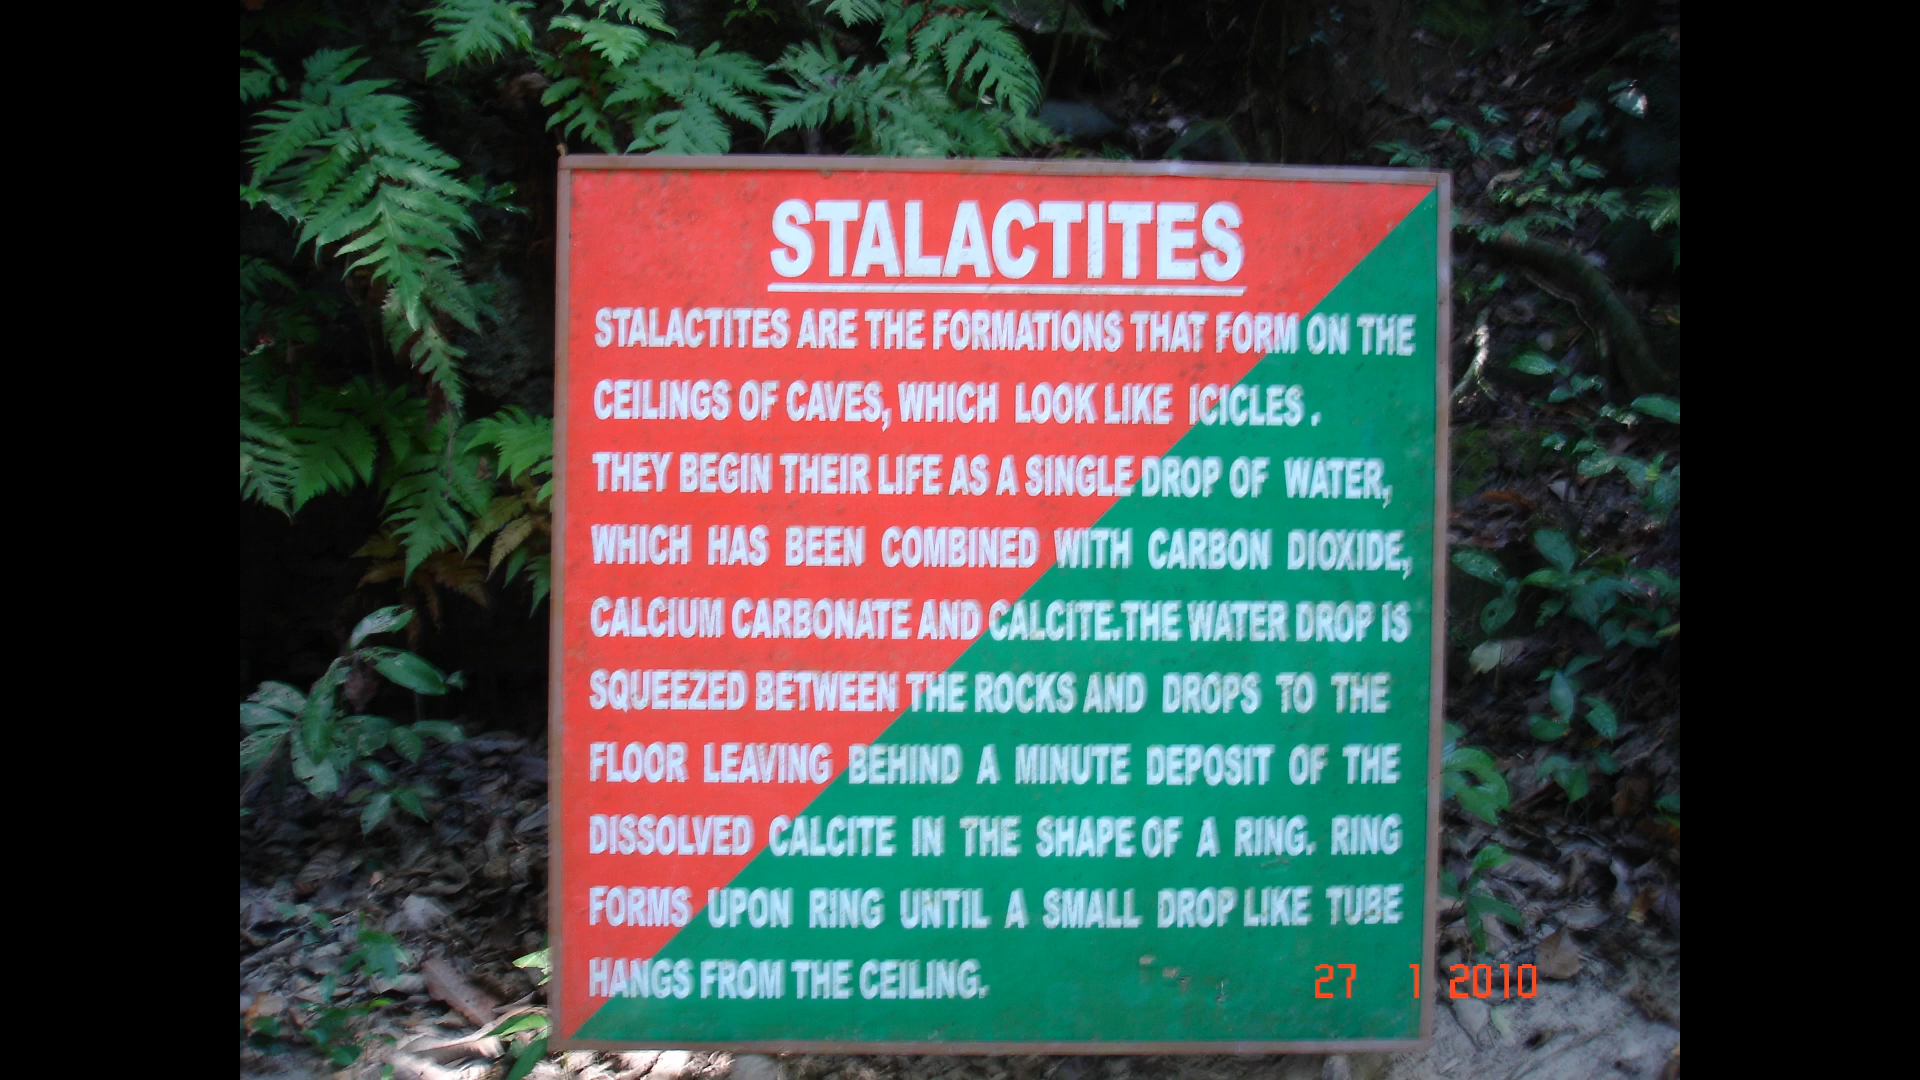 STALACTITES
STALACTITES ARE THE FORMATIONS THAT FORM ON THE
CEILINGS OF CAVES, WHICH LOOK LIKE ICICLES .
THEY BEGIN THEIR LIFE AS A SINGLE DROP OF WATER,
WHICH HAS BEEN COMBINED WITH CARBON DIOXIDE,
CALCIUM CARBONATE AND CALCITE.THE WATER DROP IS
SQUEEZED BETWEEN THE ROCKS AND DROPS TO THE
FLOOR LEAVING BEHIND A MINUTE DEPOSIT OF THE
DISSOLVED CALCITE IN THE SHAPE OF A RING. RING
FORMS UPON RING UNTIL A SMALL DROP LIKE TUBE
HANGS FROM THE CEILING.
27 1 2010